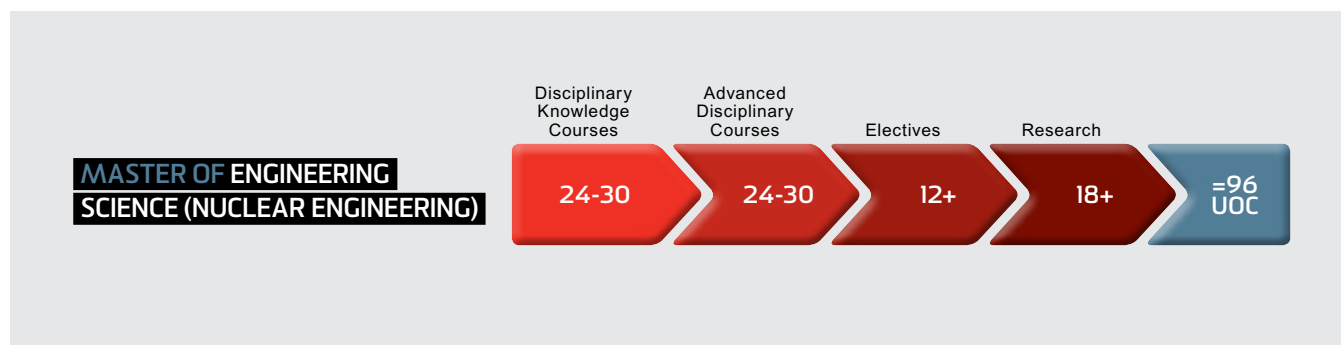 MASTER OF ENGINEERING
SCIENCE (NUCLEAR ENGINEERING)
Disciplinary
Knowledge
Courses
24-30
Advanced
Disciplinary
Courses
24-30
Electives
12+
Research
18+
=96
UOC